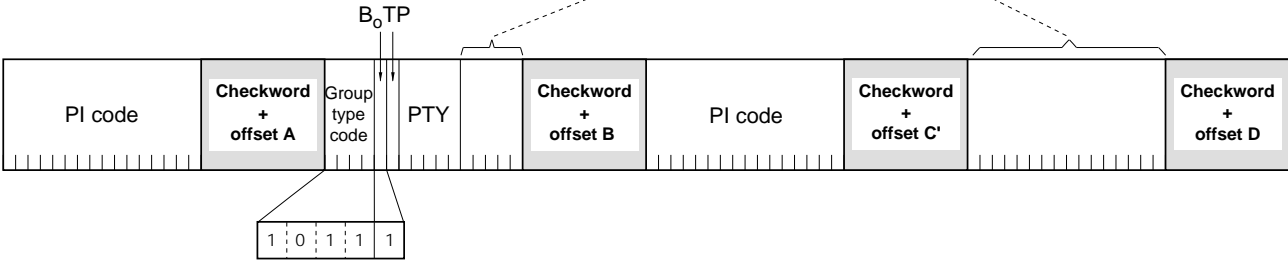 B₀TP
PI code
Checkword
+
offset A
Group
type
code
PTY
Checkword
+
offset B
PI code
Checkword
+
offset C'
Checkword
+
offset D
1 0 1 1 1